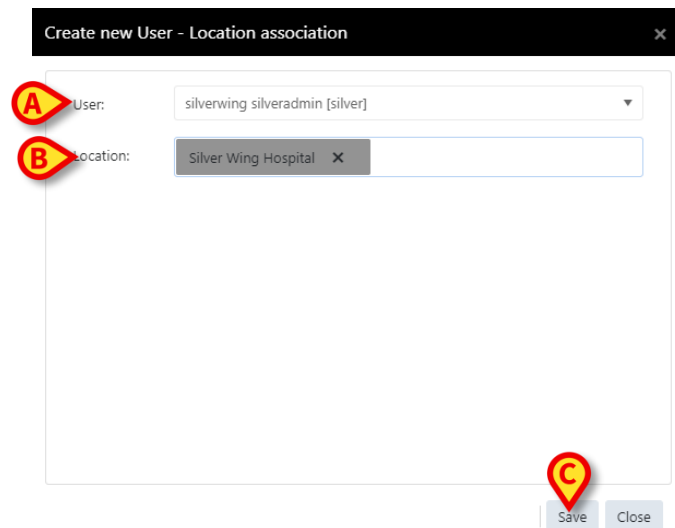 Create new User - Location association ×
A User: silverwing silveradmin [silver]
B Location: Silver Wing Hospital ×
C
Save Close